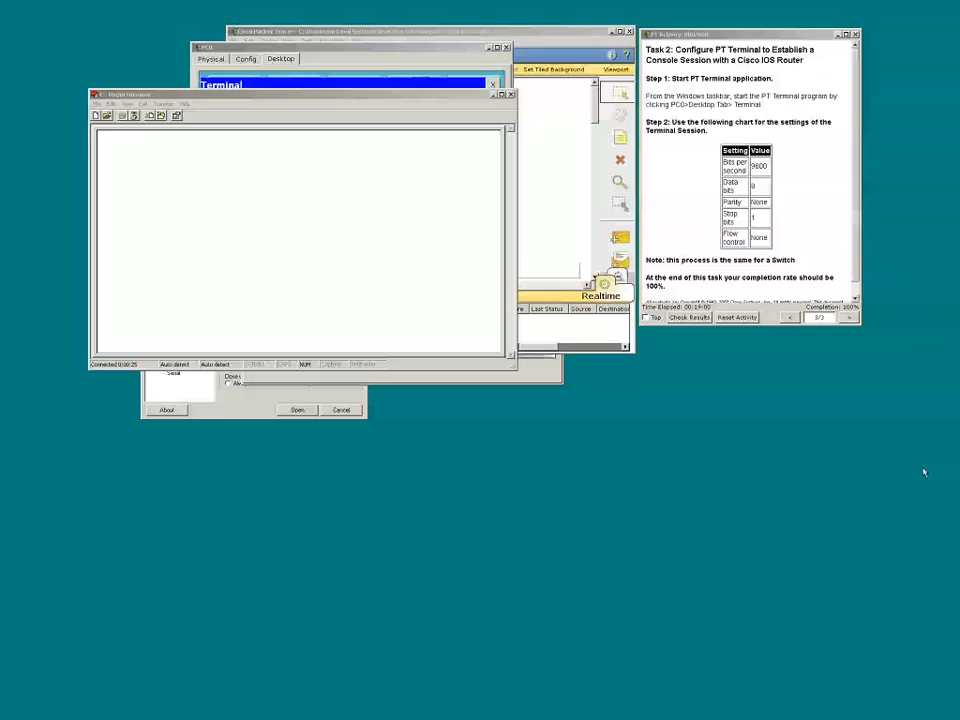 PC0
Physical
Config
Desktop
Terminal
Set Tiled Background
Viewport
Realtime
Last Status
Source
Destination
Connected 0:00:25
Auto detect
Auto detect
SCROLL
CAPS
NUM
Capture
About
Open
Cancel
Task 2: Configure PT Terminal to Establish a
Console Session with a Cisco IOS Router
Step 1: Start PT Terminal application.
From the Windows taskbar, start the PT Terminal program by
clicking PC0>Desktop Tab> Terminal
Step 2: Use the following chart for the settings of the
Terminal Session.
Setting Value
Bits per
second 9600
Data
bits 8
Parity None
Stop
bits 1
Flow
control None
Note: this process is the same for a Switch
At the end of this task your completion rate should be
100%.
Time Elapsed: 00:19:00 Completion: 100%
Top
Check Results
Reset Activity
<
3/3
>